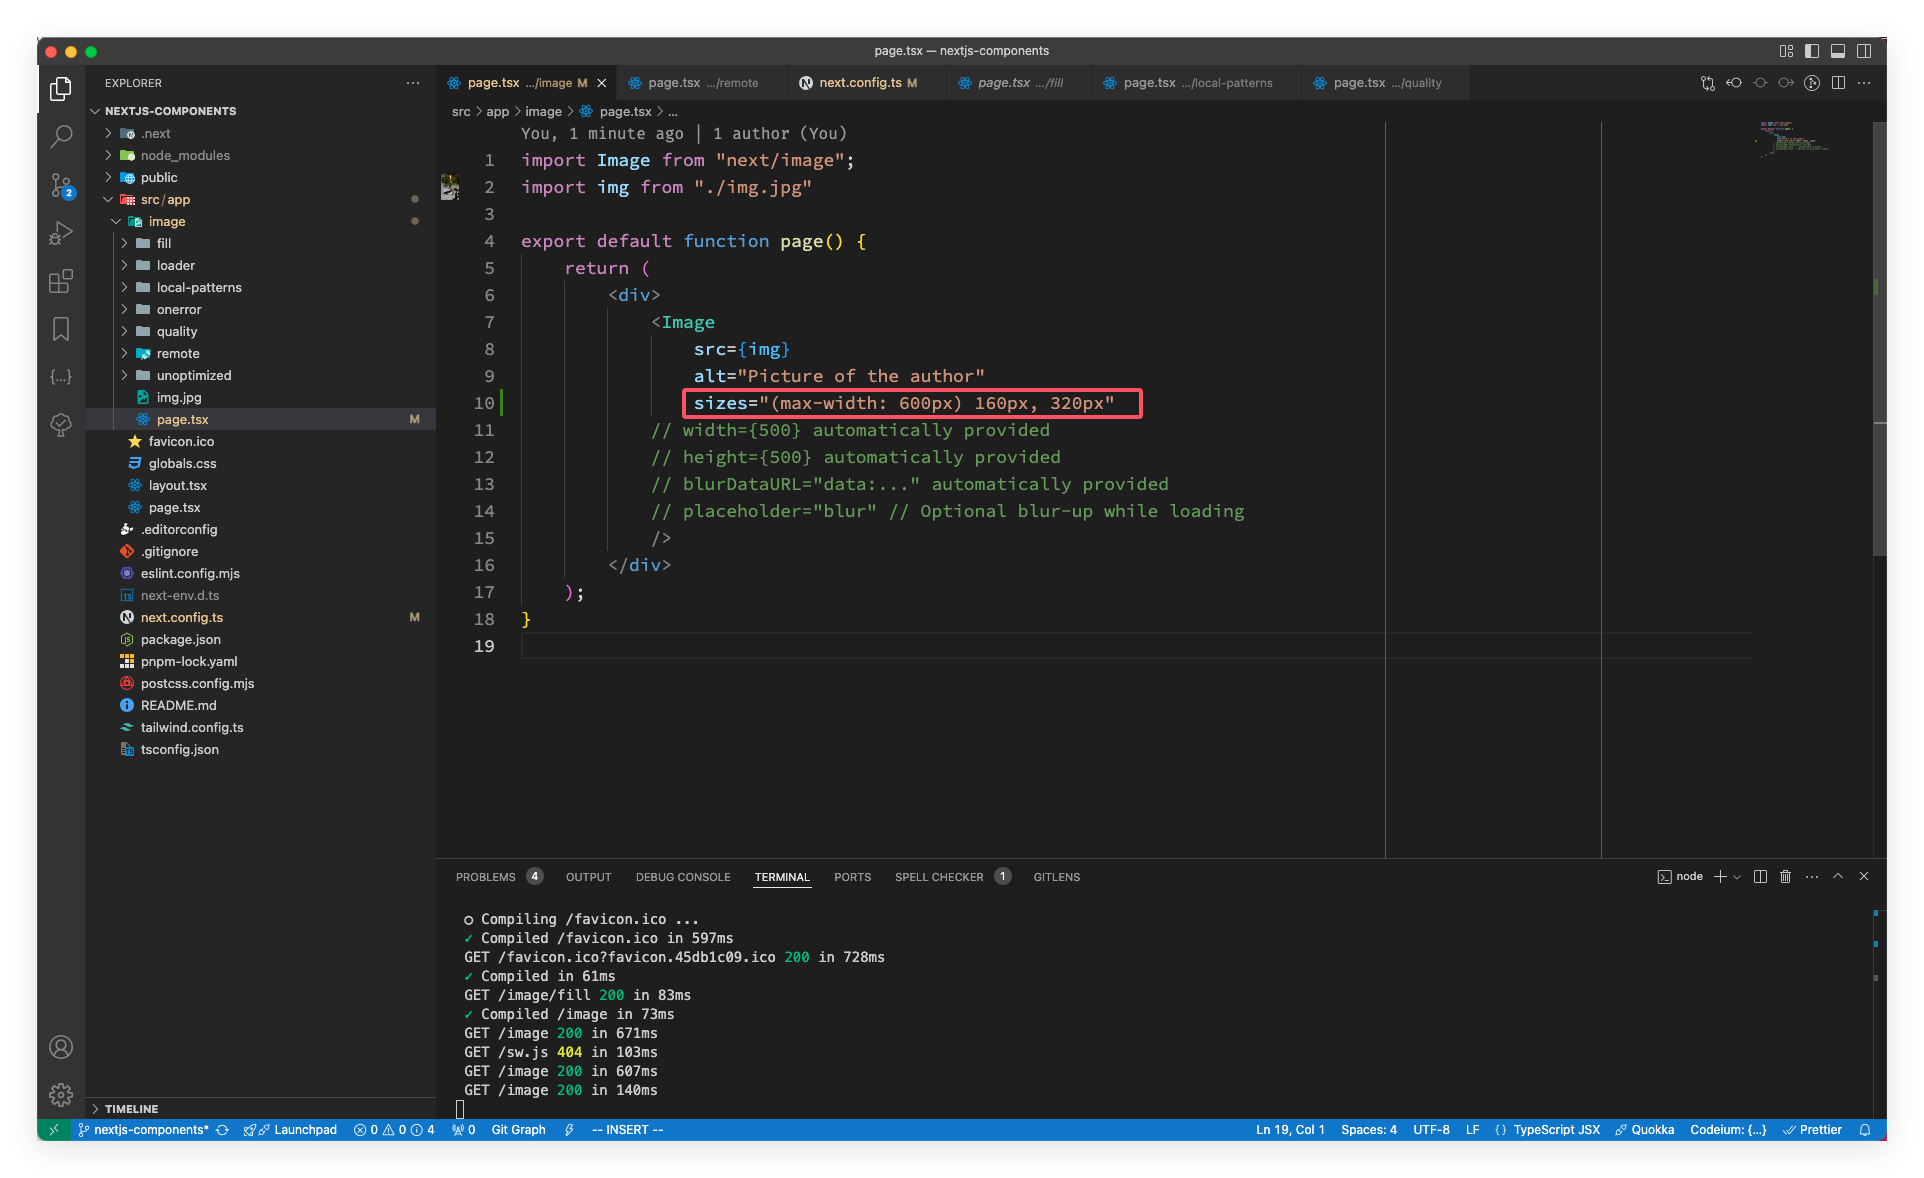 page.tsx — nextjs-components
EXPLORER
NEXTJS-COMPONENTS
.next
node_modules
public
src/app
image
fill
loader
local-patterns
onerror
quality
remote
unoptimized
img.jpg
page.tsx M
favicon.ico
globals.css
layout.tsx
page.tsx
.editorconfig
.gitignore
eslint.config.mjs
next-env.d.ts
next.config.ts M
package.json
pnpm-lock.yaml
postcss.config.mjs
README.md
tailwind.config.ts
tsconfig.json
TIMELINE
2
page.tsx .../image M
page.tsx .../remote
next.config.ts M
page.tsx .../fill
page.tsx .../local-patterns
page.tsx .../quality
src > app > image > page.tsx > ...
You, 1 minute ago | 1 author (You)
1 import Image from "next/image";
2 import img from "./img.jpg"
3
4 export default function page() {
5 return (
6 <div>
7 <Image
8 src={img}
9 alt="Picture of the author"
10 sizes="(max-width: 600px) 160px, 320px"
11 // width={500} automatically provided
12 // height={500} automatically provided
13 // blurDataURL="data:..." automatically provided
14 // placeholder="blur" // Optional blur-up while loading
15 />
16 </div>
17 );
18 }
19
PROBLEMS 4 OUTPUT DEBUG CONSOLE TERMINAL PORTS SPELL CHECKER 1 GITLENS
node
○ Compiling /favicon.ico ...
✓ Compiled /favicon.ico in 597ms
GET /favicon.ico?favicon.45db1c09.ico 200 in 728ms
✓ Compiled in 61ms
GET /image/fill 200 in 83ms
✓ Compiled /image in 73ms
GET /image 200 in 671ms
GET /sw.js 404 in 103ms
GET /image 200 in 607ms
GET /image 200 in 140ms
nextjs-components* Launchpad 0 0 4 0 Git Graph -- INSERT -- Ln 19, Col 1 Spaces: 4 UTF-8 LF {} TypeScript JSX Quokka Codeium: {...} Prettier